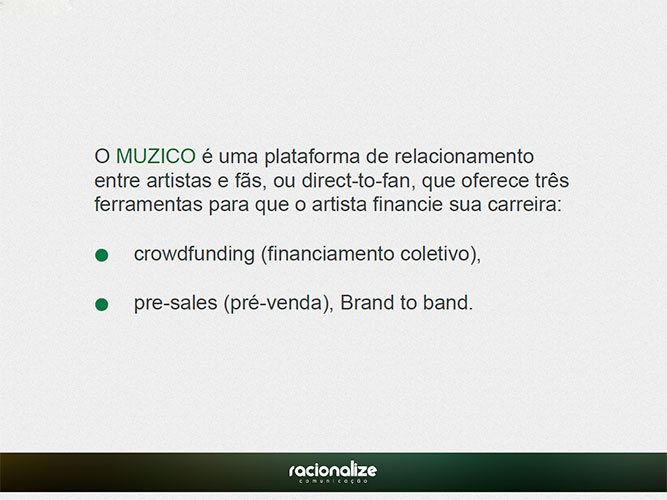 O MUZICO é uma plataforma de relacionamento
entre artistas e fãs, ou direct-to-fan, que oferece três
ferramentas para que o artista financie sua carreira:
● crowdfunding (financiamento coletivo),
● pre-sales (pré-venda), Brand to band.
racionalize
comunicação